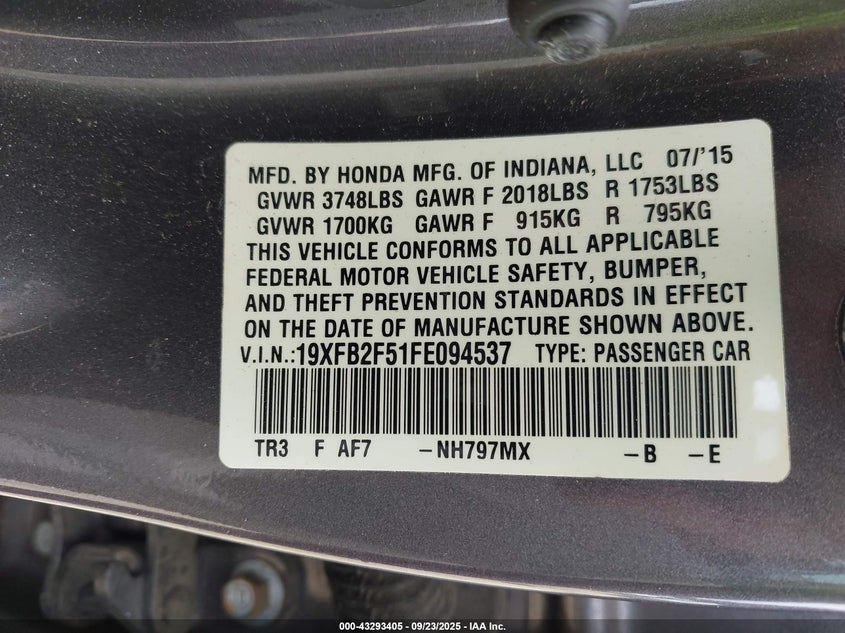 MFD. BY HONDA MFG. OF INDIANA, LLC 07/'15
GVWR 3748LBS GAWR F 2018LBS R 1753LBS
GVWR 1700KG GAWR F 915KG R 795KG
THIS VEHICLE CONFORMS TO ALL APPLICABLE
FEDERAL MOTOR VEHICLE SAFETY, BUMPER,
AND THEFT PREVENTION STANDARDS IN EFFECT
ON THE DATE OF MANUFACTURE SHOWN ABOVE.
V.I.N.:19XFB2F51FE094537 TYPE: PASSENGER CAR
TR3 F AF7 -NH797MX -B -E
000-43293405 - 09/23/2025 - IAA Inc.